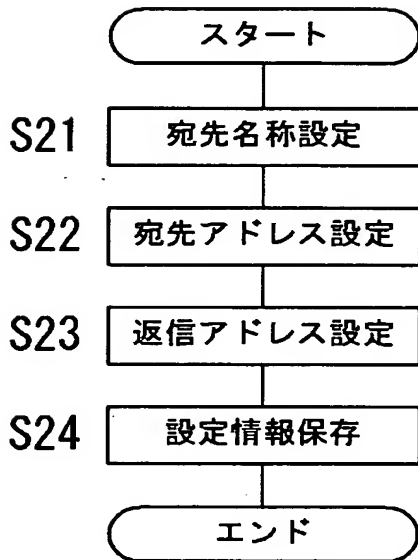 スタート
S21 宛先名称設定
S22 宛先アドレス設定
S23 返信アドレス設定
S24 設定情報保存
エンド